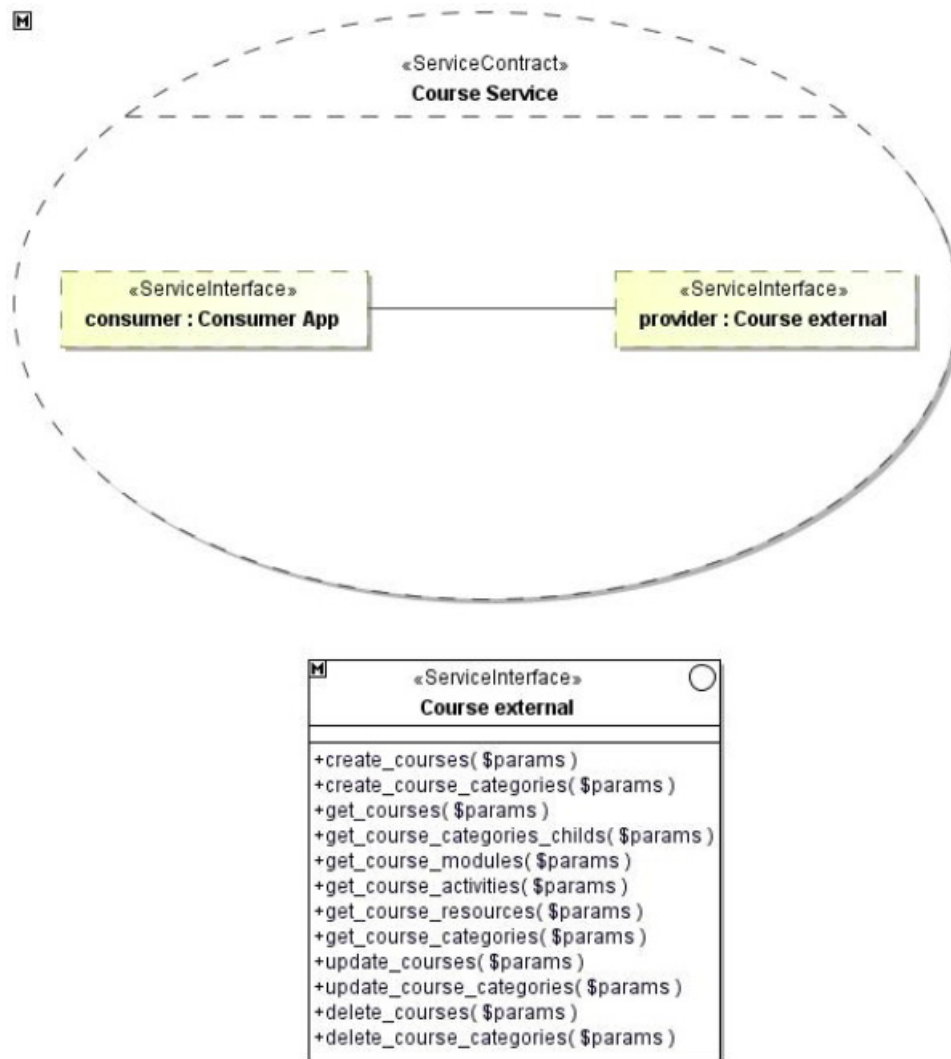 M
«ServiceContract»
Course Service
«ServiceInterface»
consumer : Consumer App
«ServiceInterface»
provider : Course external
M
«ServiceInterface»
Course external
+create_courses( $params )
+create_course_categories( $params )
+get_courses( $params )
+get_course_categories_childs( $params )
+get_course_modules( $params )
+get_course_activities( $params )
+get_course_resources( $params )
+get_course_categories( $params )
+update_courses( $params )
+update_course_categories( $params )
+delete_courses( $params )
+delete_course_categories( $params )